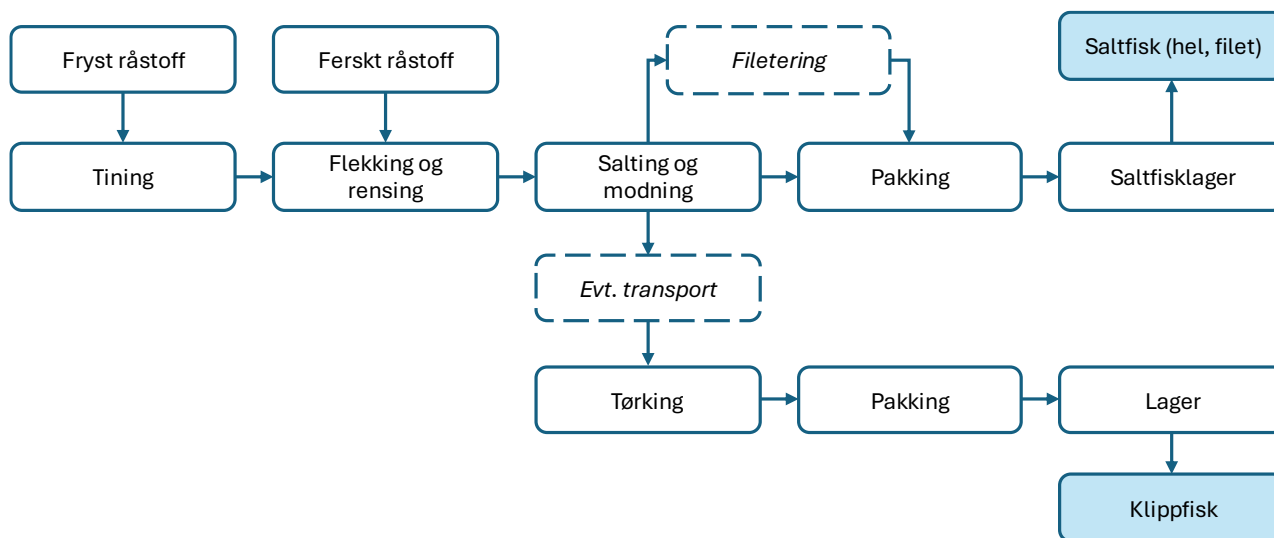 Fryst råstoff
Ferskt råstoff
Filetering
Saltfisk (hel, filet)
Tining
Flekking og
rensing
Salting og
modning
Pakking
Saltfisklager
Evt. transport
Tørking
Pakking
Lager
Klippfisk